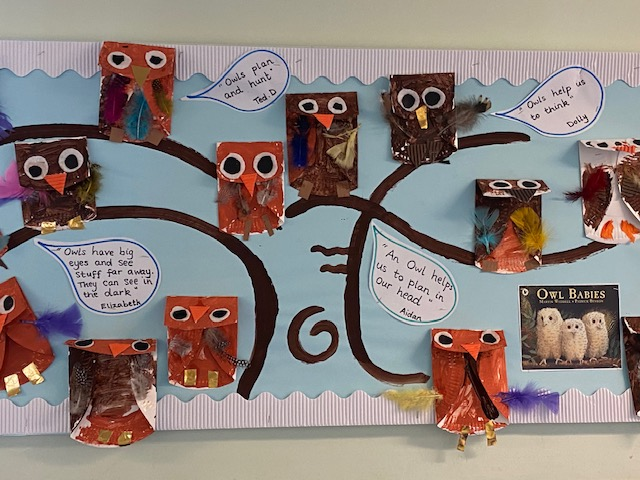 "Owls plan
and hunt"
Ted.D
"Owls help us
to think"
Dolly
"Owls have big
eyes and see
stuff far away.
They can see in
the dark"
Elizabeth
"An Owl helps
us to plan in
Our head"
Aidan
OWL BABIES
MARTIN WADDELL & PATRICK BENSON